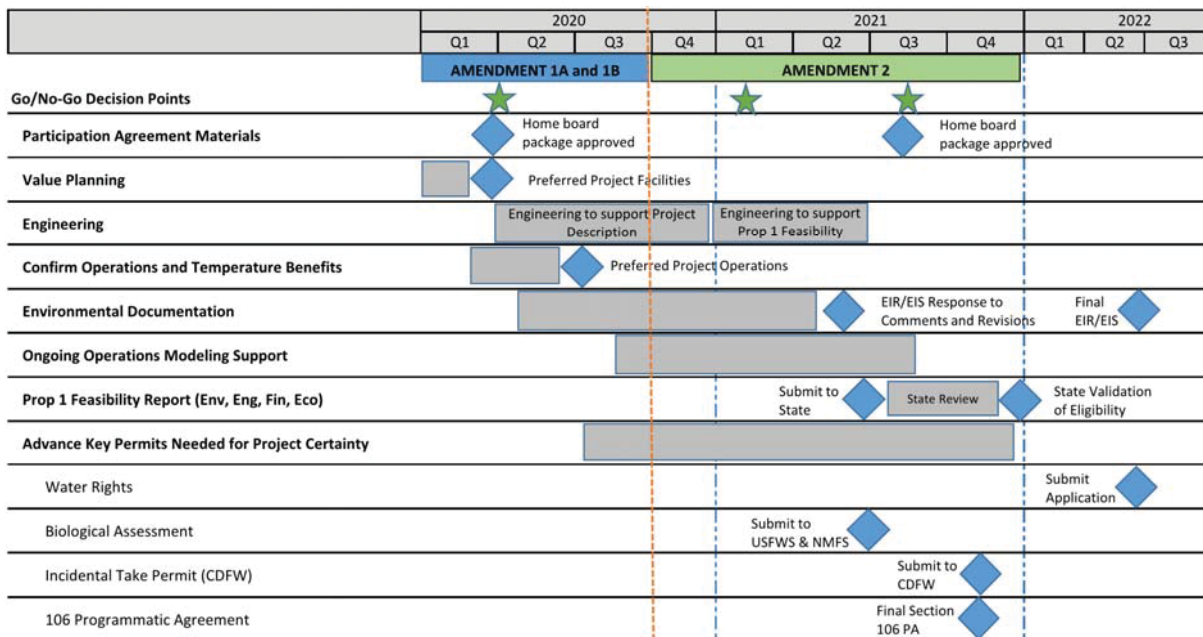 2020 2021 2022
Q1 Q2 Q3 Q4 Q1 Q2 Q3 Q4 Q1 Q2 Q3
AMENDMENT 1A and 1B AMENDMENT 2
Go/No-Go Decision Points
Participation Agreement Materials
Home board
package approved
Home board
package approved
Value Planning
Preferred Project Facilities
Engineering
Engineering to support Project
Description
Engineering to support
Prop 1 Feasibility
Confirm Operations and Temperature Benefits
Preferred Project Operations
Environmental Documentation
EIR/EIS Response to
Comments and Revisions
Final
EIR/EIS
Ongoing Operations Modeling Support
Prop 1 Feasibility Report (Env, Eng, Fin, Eco)
Submit to
State
State Review
State Validation
of Eligibility
Advance Key Permits Needed for Project Certainty
Water Rights
Submit
Application
Biological Assessment
Submit to
USFWS & NMFS
Incidental Take Permit (CDFW)
Submit to
CDFW
106 Programmatic Agreement
Final Section
106 PA